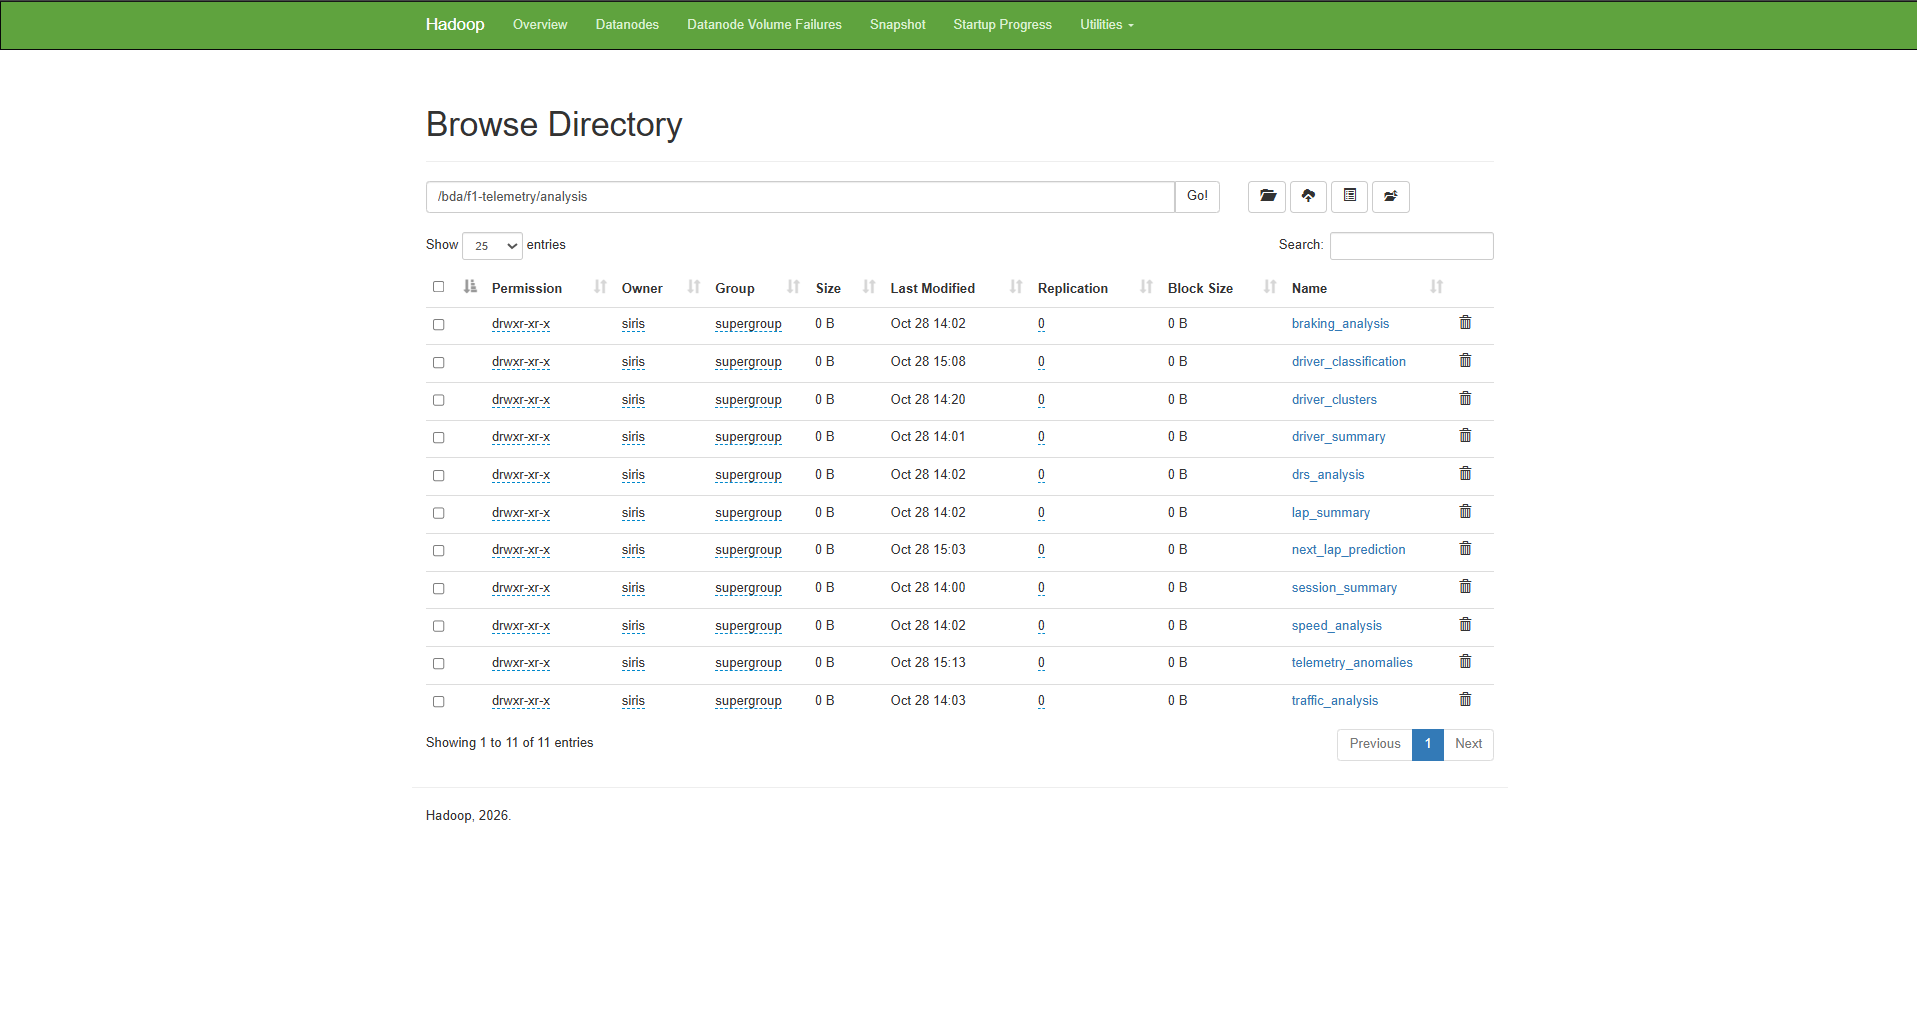 Hadoop Overview Datanodes Datanode Volume Failures Snapshot Startup Progress Utilities
Browse Directory
/bda/f1-telemetry/analysis Go!
Show 25 entries Search:
Permission Owner Group Size Last Modified Replication Block Size Name
drwxr-xr-x siris supergroup 0 B Oct 28 14:02 0 0 B braking_analysis
drwxr-xr-x siris supergroup 0 B Oct 28 15:08 0 0 B driver_classification
drwxr-xr-x siris supergroup 0 B Oct 28 14:20 0 0 B driver_clusters
drwxr-xr-x siris supergroup 0 B Oct 28 14:01 0 0 B driver_summary
drwxr-xr-x siris supergroup 0 B Oct 28 14:02 0 0 B drs_analysis
drwxr-xr-x siris supergroup 0 B Oct 28 14:02 0 0 B lap_summary
drwxr-xr-x siris supergroup 0 B Oct 28 15:03 0 0 B next_lap_prediction
drwxr-xr-x siris supergroup 0 B Oct 28 14:00 0 0 B session_summary
drwxr-xr-x siris supergroup 0 B Oct 28 14:02 0 0 B speed_analysis
drwxr-xr-x siris supergroup 0 B Oct 28 15:13 0 0 B telemetry_anomalies
drwxr-xr-x siris supergroup 0 B Oct 28 14:03 0 0 B traffic_analysis
Showing 1 to 11 of 11 entries Previous 1 Next
Hadoop, 2026.